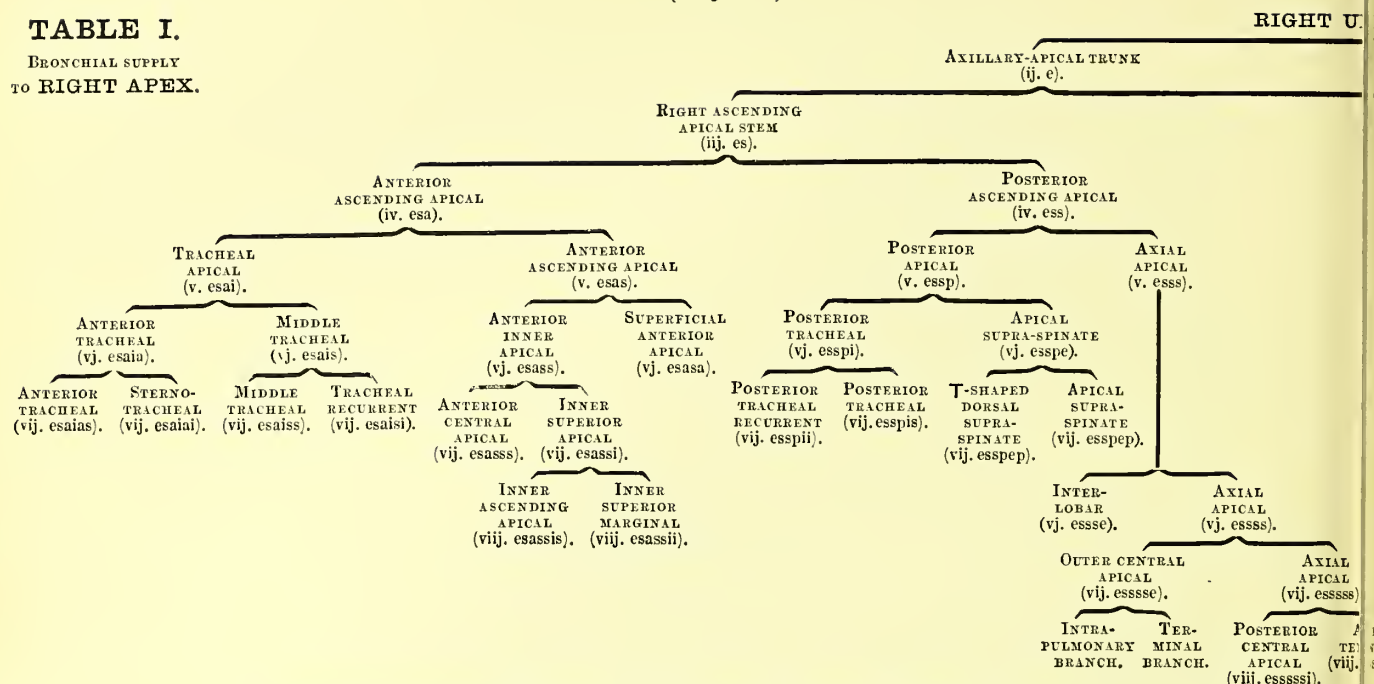 TABLE I.
BRONCHIAL SUPPLY
TO RIGHT APEX.
RIGHT U
AXILLARY-APICAL TRUNK
(ij. e).
RIGHT ASCENDING
APICAL STEM
(iij. es).
ANTERIOR
ASCENDING APICAL
(iv. esa).
POSTERIOR
ASCENDING APICAL
(iv. ess).
TRACHEAL
APICAL
(v. esai).
ANTERIOR
ASCENDING APICAL
(v. esas).
POSTERIOR
APICAL
(v. essp).
AXIAL
APICAL
(v. esss).
ANTERIOR
TRACHEAL
(vj. esaia).
MIDDLE
TRACHEAL
(vj. esais).
ANTERIOR
INNER
APICAL
(vj. esass).
SUPERFICIAL
ANTERIOR
APICAL
(vj. esasa).
POSTERIOR
TRACHEAL
(vj. esspi).
APICAL
SUPRA-SPINATE
(vj. esspe).
ANTERIOR
TRACHEAL
(vij. esaias).
STERNO-
TRACHEAL
(vij. esaiai).
MIDDLE
TRACHEAL
(vij. esaiss).
TRACHEAL
RECURRENT
(vij. esaisi).
ANTERIOR
CENTRAL
APICAL
(vij. esasss).
INNER
SUPERIOR
APICAL
(vij. esassi).
POSTERIOR
TRACHEAL
RECURRENT
(vij. esspii).
POSTERIOR
TRACHEAL
(vij. esspis).
T-SHAPED
DORSAL
SUPRA-
SPINATE
(vij. esspep).
APICAL
SUPRA-
SPINATE
(vij. esspep).
INNER
ASCENDING
APICAL
(viij. esassis).
INNER
SUPERIOR
MARGINAL
(viij. esassii).
INTER-
LOBAR
(vj. essse).
AXIAL
APICAL
(vj. essss).
OUTER CENTRAL
APICAL
(vij. esssse).
AXIAL
APICAL
(vij. esssss)
INTRA-
PULMONARY
BRANCH.
TER-
MINAL
BRANCH.
POSTERIOR
CENTRAL
APICAL
(viij. esssssi).
A
TE
(viij.